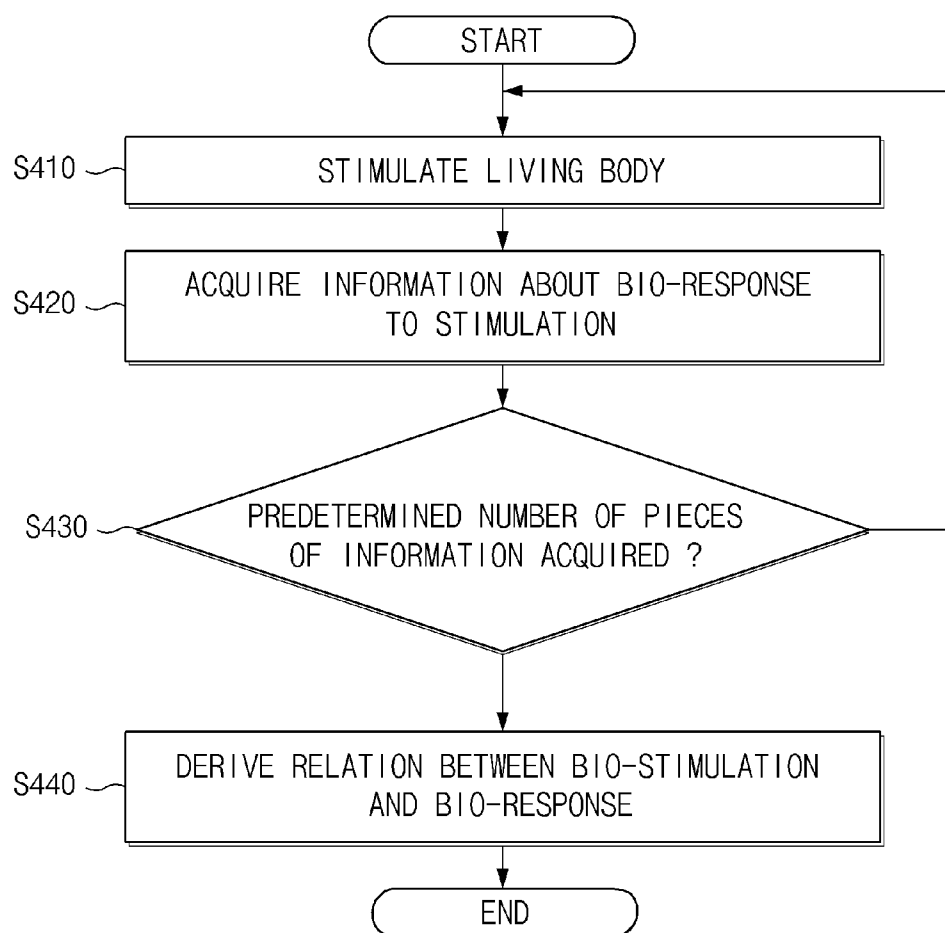 START
S410
STIMULATE LIVING BODY
S420
ACQUIRE INFORMATION ABOUT BIO-RESPONSE
TO STIMULATION
S430
PREDETERMINED NUMBER OF PIECES
OF INFORMATION ACQUIRED ?
S440
DERIVE RELATION BETWEEN BIO-STIMULATION
AND BIO-RESPONSE
END